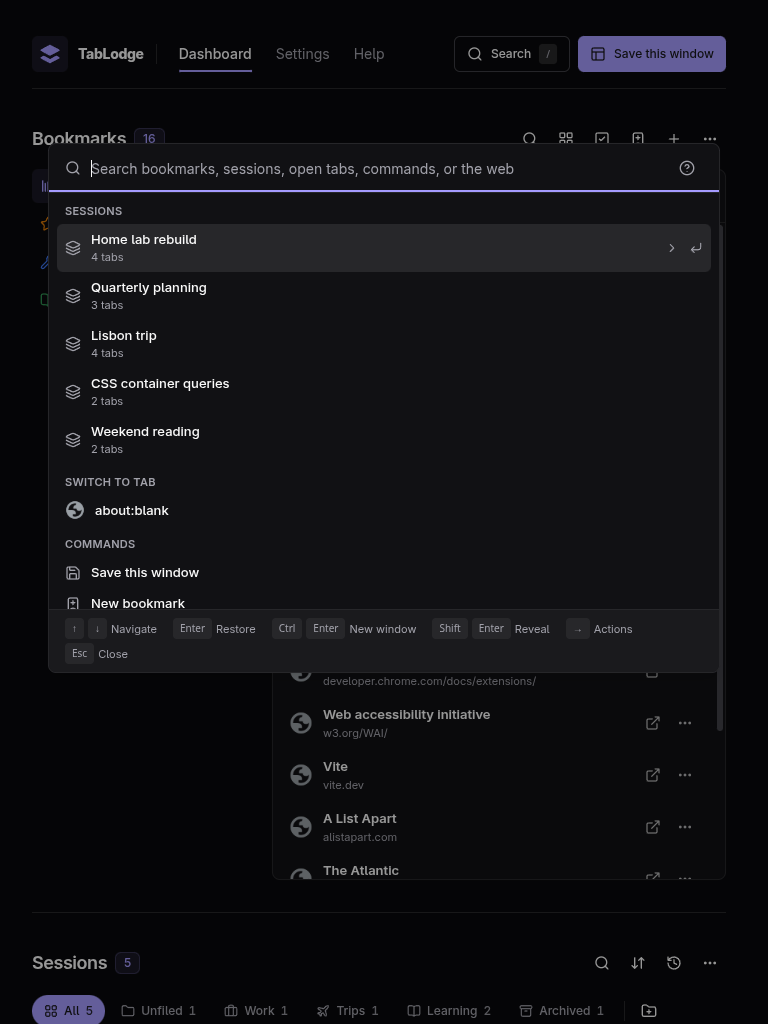 TabLodge
Dashboard
Settings
Help
Search /
Save this window
Bookmarks 16
Search bookmarks, sessions, open tabs, commands, or the web
SESSIONS
Home lab rebuild
4 tabs
Quarterly planning
3 tabs
Lisbon trip
4 tabs
CSS container queries
2 tabs
Weekend reading
2 tabs
SWITCH TO TAB
about:blank
COMMANDS
Save this window
New bookmark
↑ ↓ Navigate Enter Restore Ctrl Enter New window Shift Enter Reveal → Actions
Esc Close
developer.chrome.com/docs/extensions/
Web accessibility initiative
w3.org/WAI/
Vite
vite.dev
A List Apart
alistapart.com
The Atlantic
Sessions 5
All 5 Unfiled 1 Work 1 Trips 1 Learning 2 Archived 1